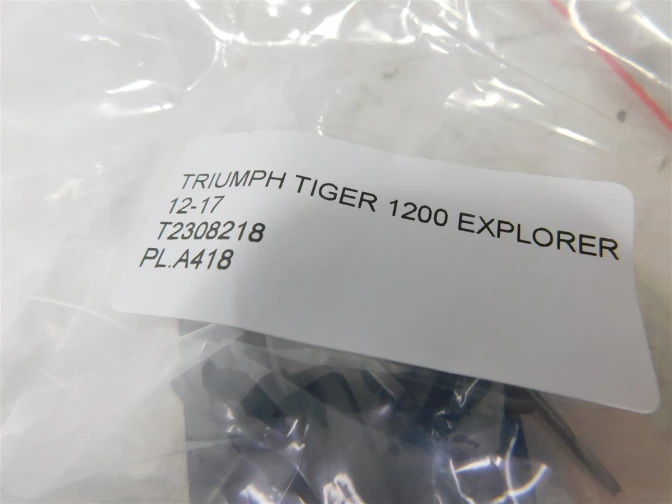 TRIUMPH TIGER 1200 EXPLORER
12-17
T2308218
PL.A418